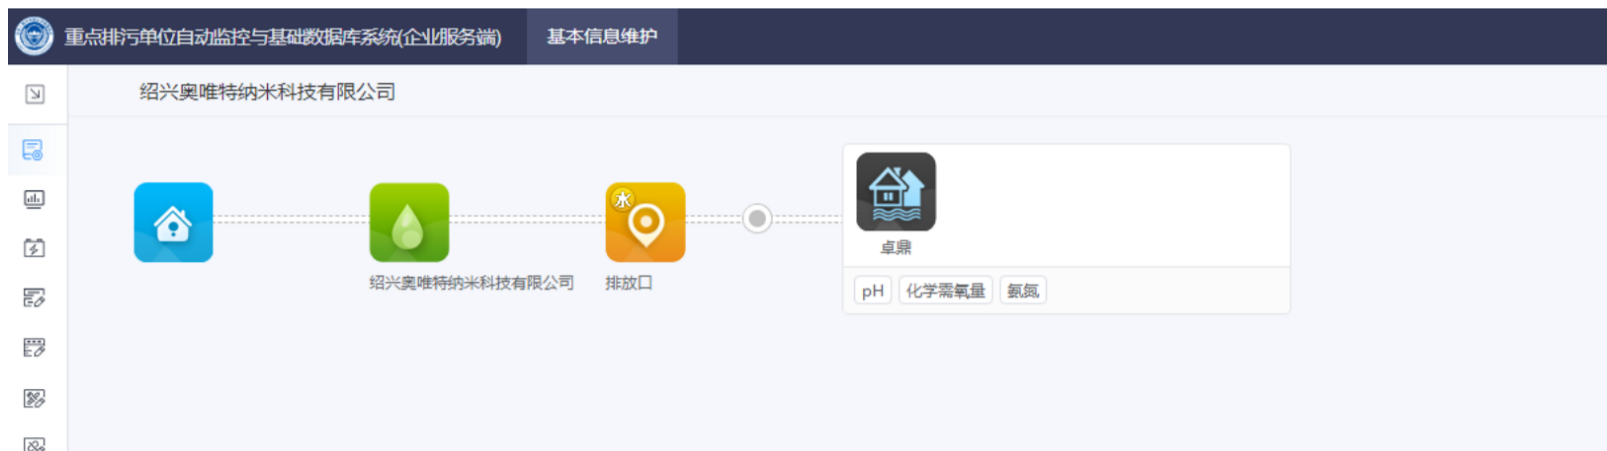 重点排污单位自动监控与基础数据库系统(企业服务端) 基本信息维护
绍兴奥唯特纳米科技有限公司
水
卓鼎
绍兴奥唯特纳米科技有限公司 排放口
pH 化学需氧量 氨氮